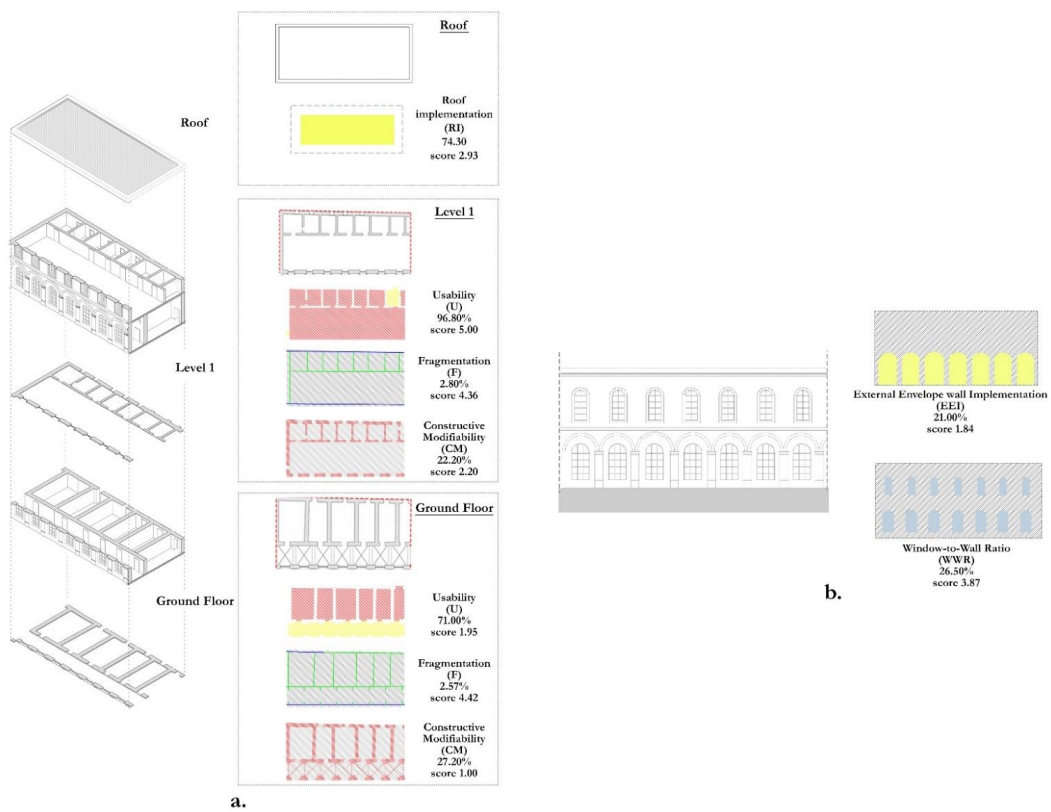 Roof
Roof
implementation
(RI)
74.30
score 2.93
Roof
Level 1
Usability
(U)
96.80%
score 5.00
Fragmentation
(F)
2.80%
score 4.36
Constructive
Modifiability
(CM)
22.20%
score 2.20
Level 1
Ground Floor
Usability
(U)
71.00%
score 1.95
Fragmentation
(F)
2.57%
score 4.42
Constructive
Modifiability
(CM)
27.20%
score 1.00
Ground Floor
a.
External Envelope wall Implementation
(EEI)
21.00%
score 1.84
Window-to-Wall Ratio
(WWR)
26.50%
score 3.87
b.